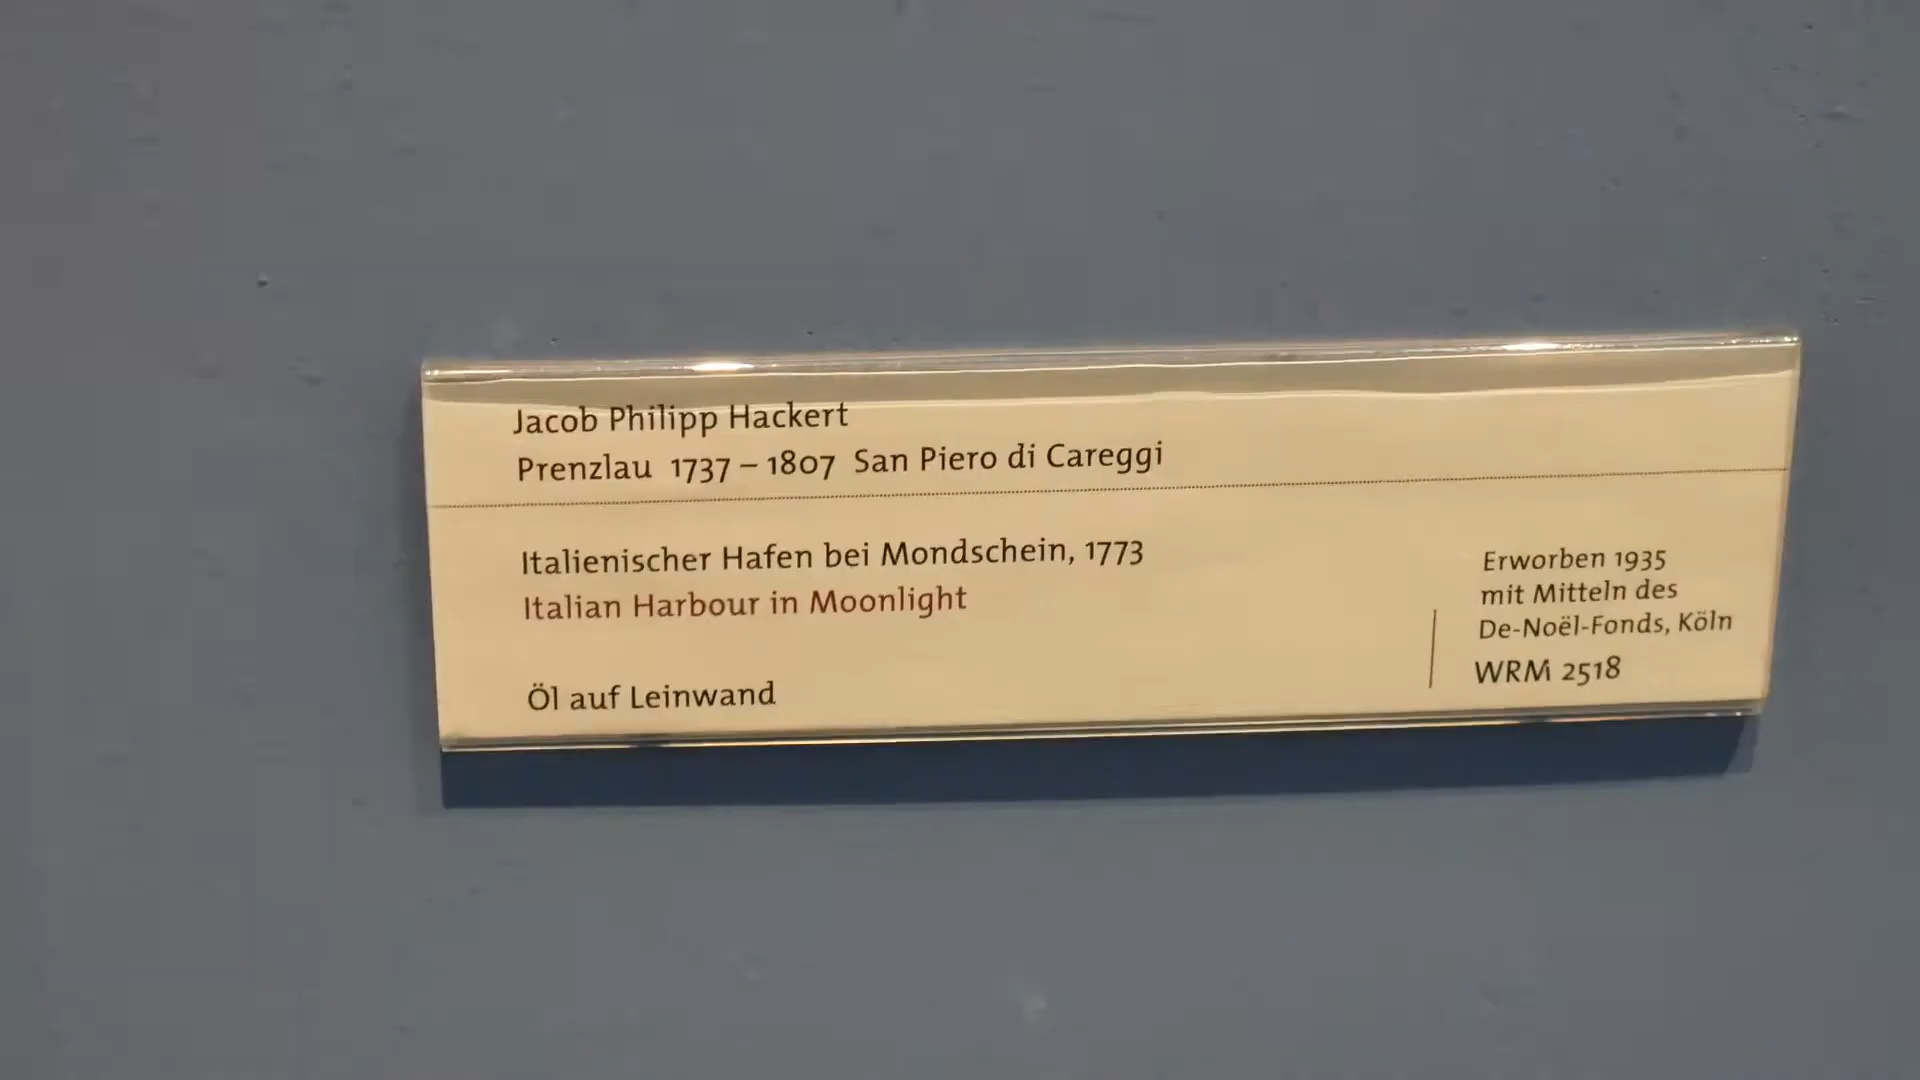 Jacob Philipp Hackert
Prenzlau 1737 – 1807 San Piero di Careggi
Italienischer Hafen bei Mondschein, 1773
Italian Harbour in Moonlight
Öl auf Leinwand
Erworben 1935
mit Mitteln des
De-Noël-Fonds, Köln
WRM 2518